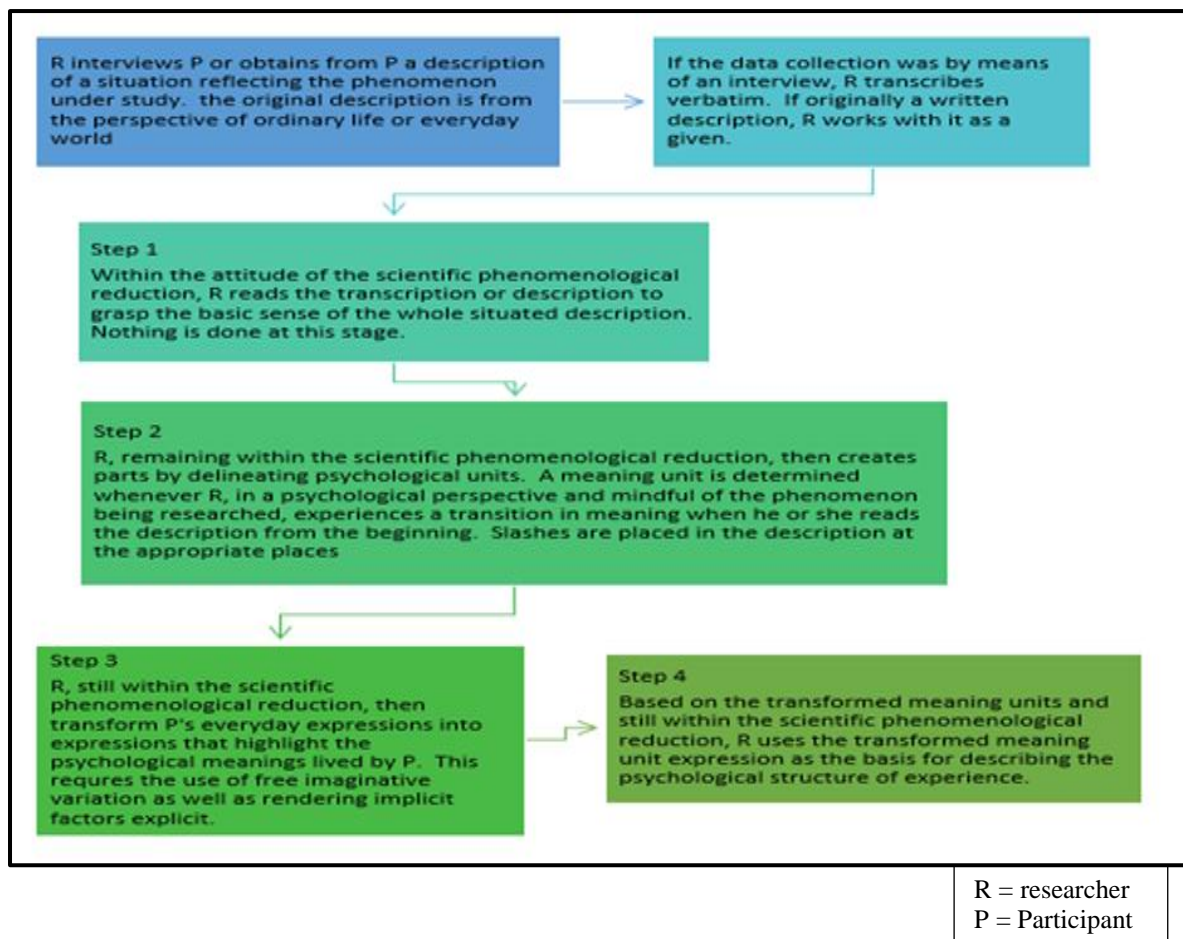 R interviews P or obtains from P a description
of a situation reflecting the phenomenon
under study.  the original description is from
the perspective of ordinary life or everyday
world
If the data collection was by means
of an interview, R transcribes
verbatim.  If originally a written
description, R works with it as a
given.
Step 1
Within the attitude of the scientific phenomenological
reduction, R reads the transcription or description to
grasp the basic sense of the whole situated description.
Nothing is done at this stage.
Step 2
R, remaining within the scientific phenomenological reduction, then creates
parts by delineating psychological units.  A meaning unit is determined
whenever R, in a psychological perspective and mindful of the phenomenon
being researched, experiences a transition in meaning when he or she reads
the description from the beginning.  Slashes are placed in the description at
the appropriate places
Step 3
R, still within the scientific
phenomenological reduction, then
transform P's everyday expressions into
expressions that highlight the
psychological meanings lived by P.  This
requres the use of free imaginative
variation as well as rendering implicit
factors explicit.
Step 4
Based on the transformed meaning units and
still within the scientific phenomenological
reduction, R uses the transformed meaning
unit expression as the basis for describing the
psychological structure of experience.
R = researcher
P = Participant